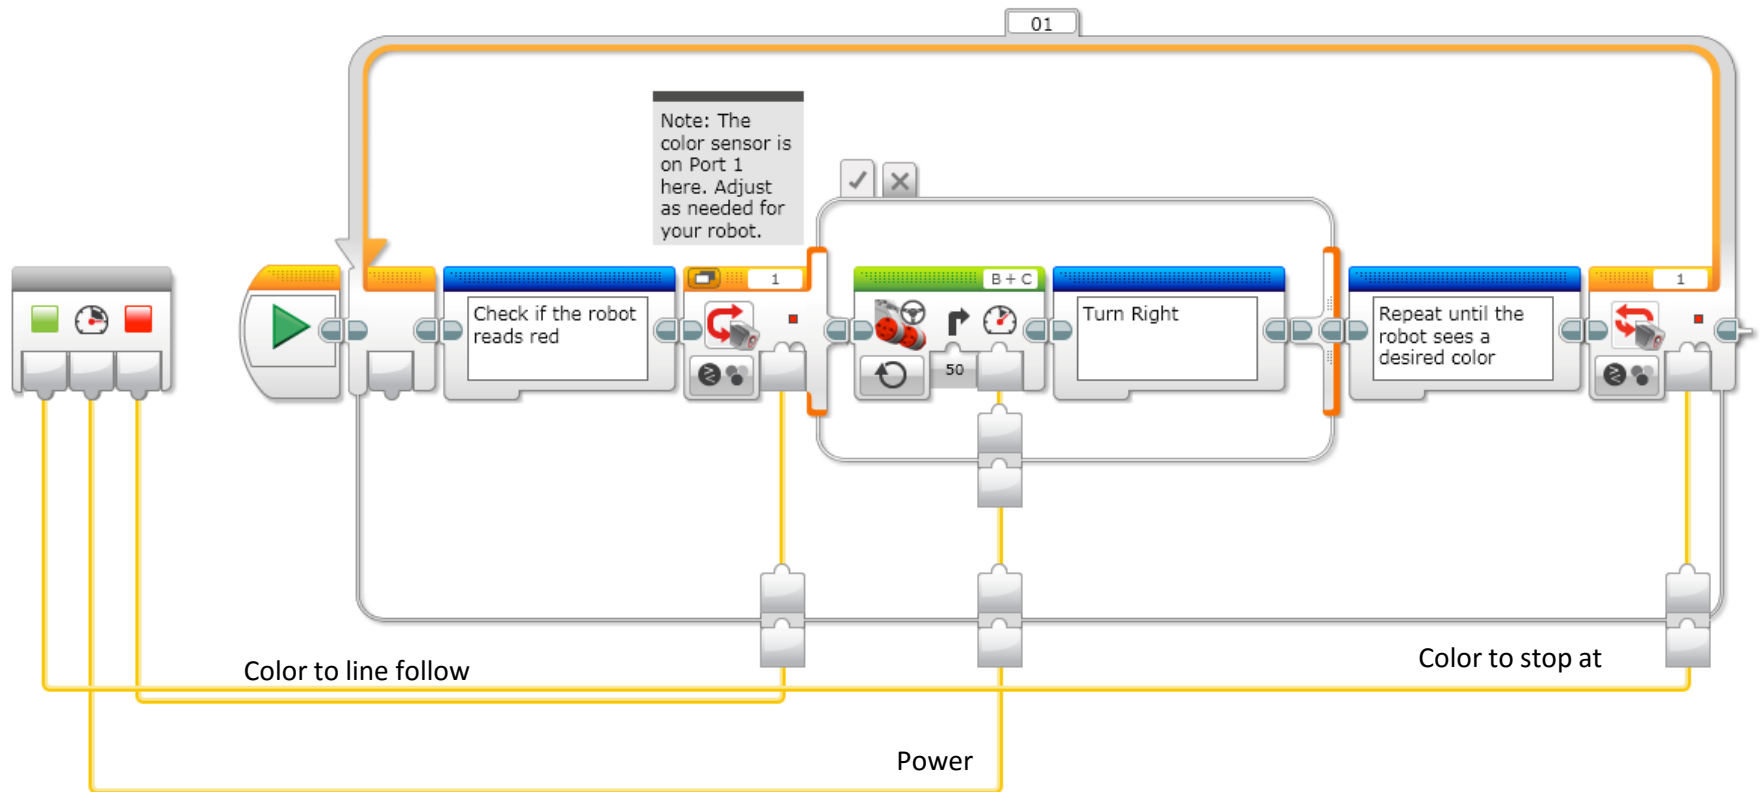 01
Note: The
color sensor is
on Port 1
here. Adjust
as needed for
your robot.
Check if the robot
reads red
1
B + C
50
Turn Right
Repeat until the
robot sees a
desired color
1
Color to line follow
Color to stop at
Power